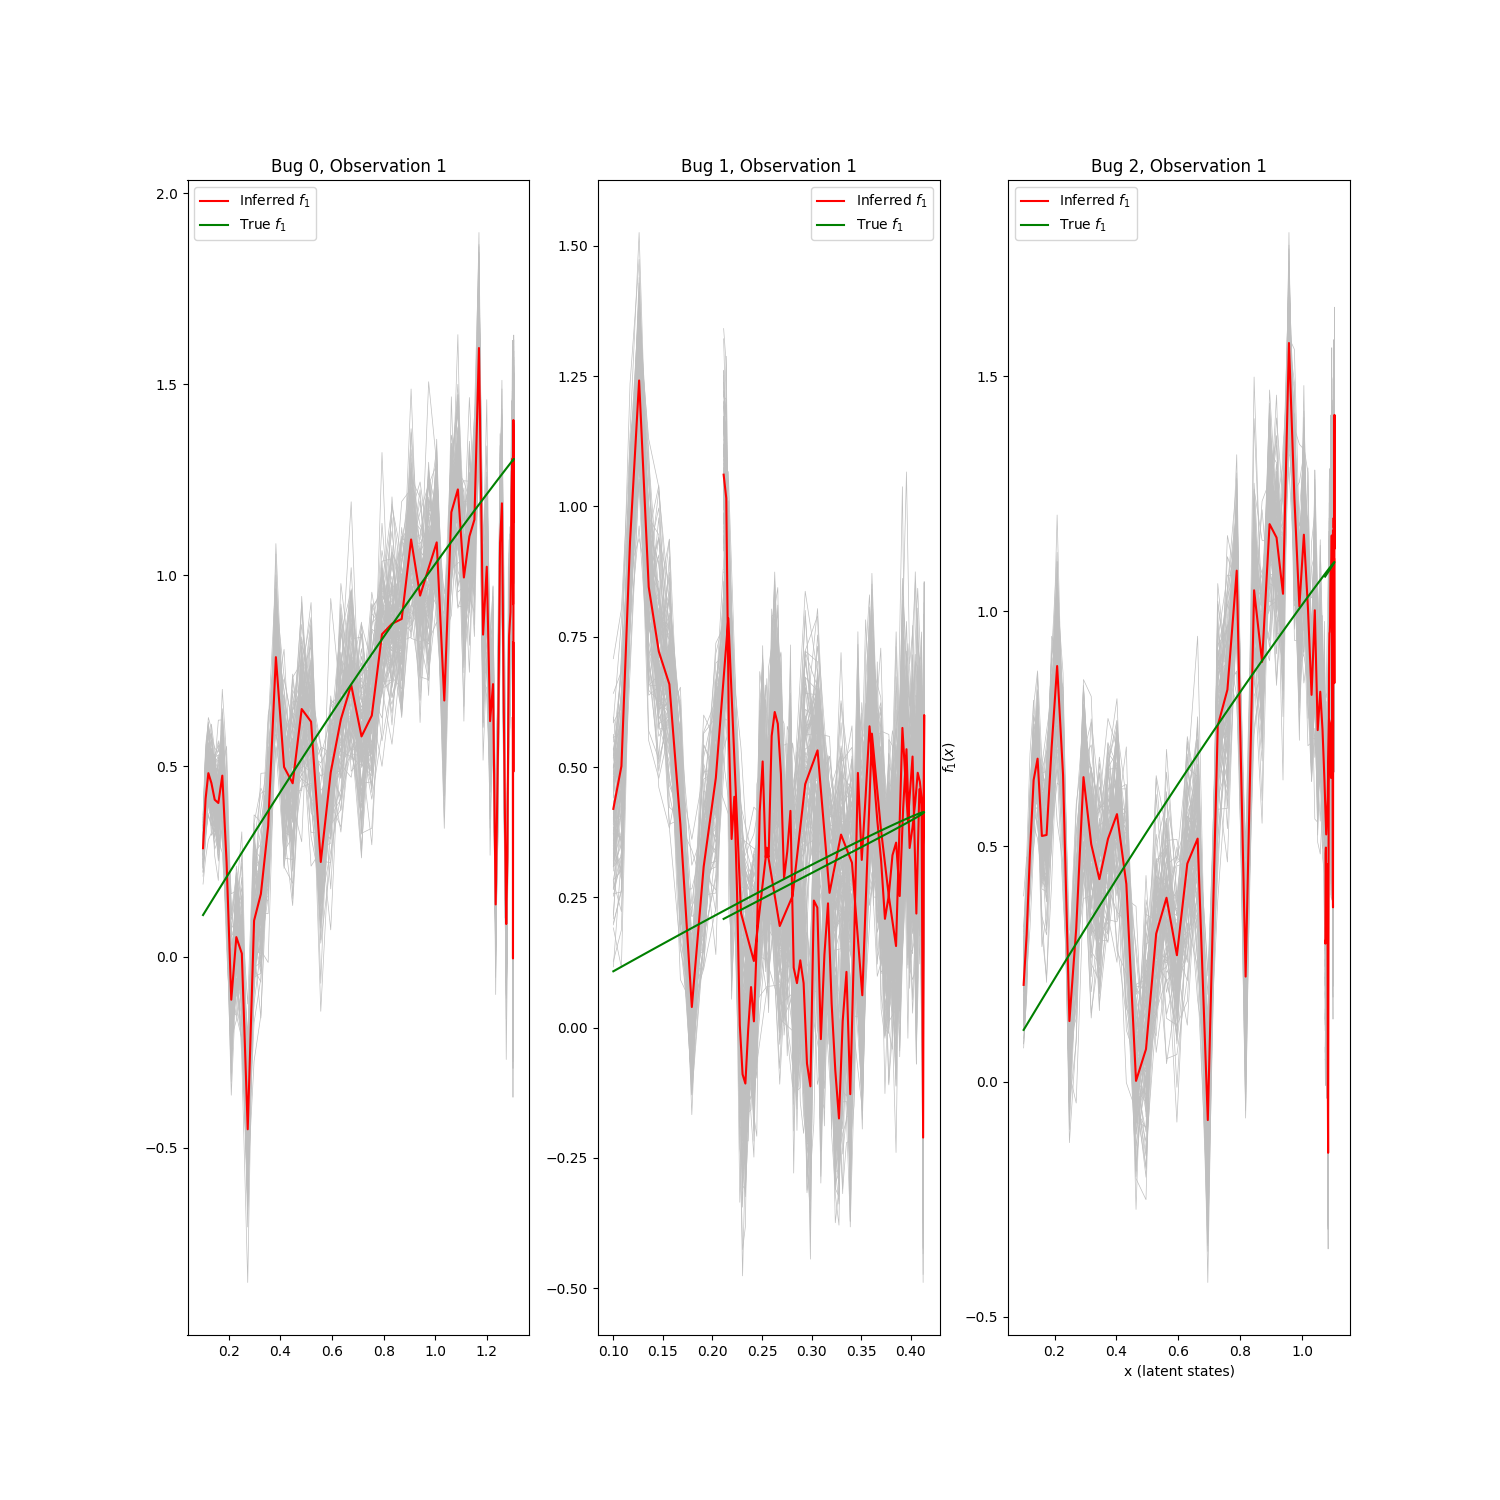 Bug 0, Observation 1
Inferred f₁
True f₁
2.0
1.5
1.0
0.5
0.0
−0.5
0.2 0.4 0.6 0.8 1.0 1.2
Bug 1, Observation 1
Inferred f₁
True f₁
1.50
1.25
1.00
0.75
0.50
0.25
0.00
−0.25
−0.50
0.10 0.15 0.20 0.25 0.30 0.35 0.40
Bug 2, Observation 1
Inferred f₁
True f₁
f₁(x)
1.5
1.0
0.5
0.0
−0.5
0.2 0.4 0.6 0.8 1.0
x (latent states)